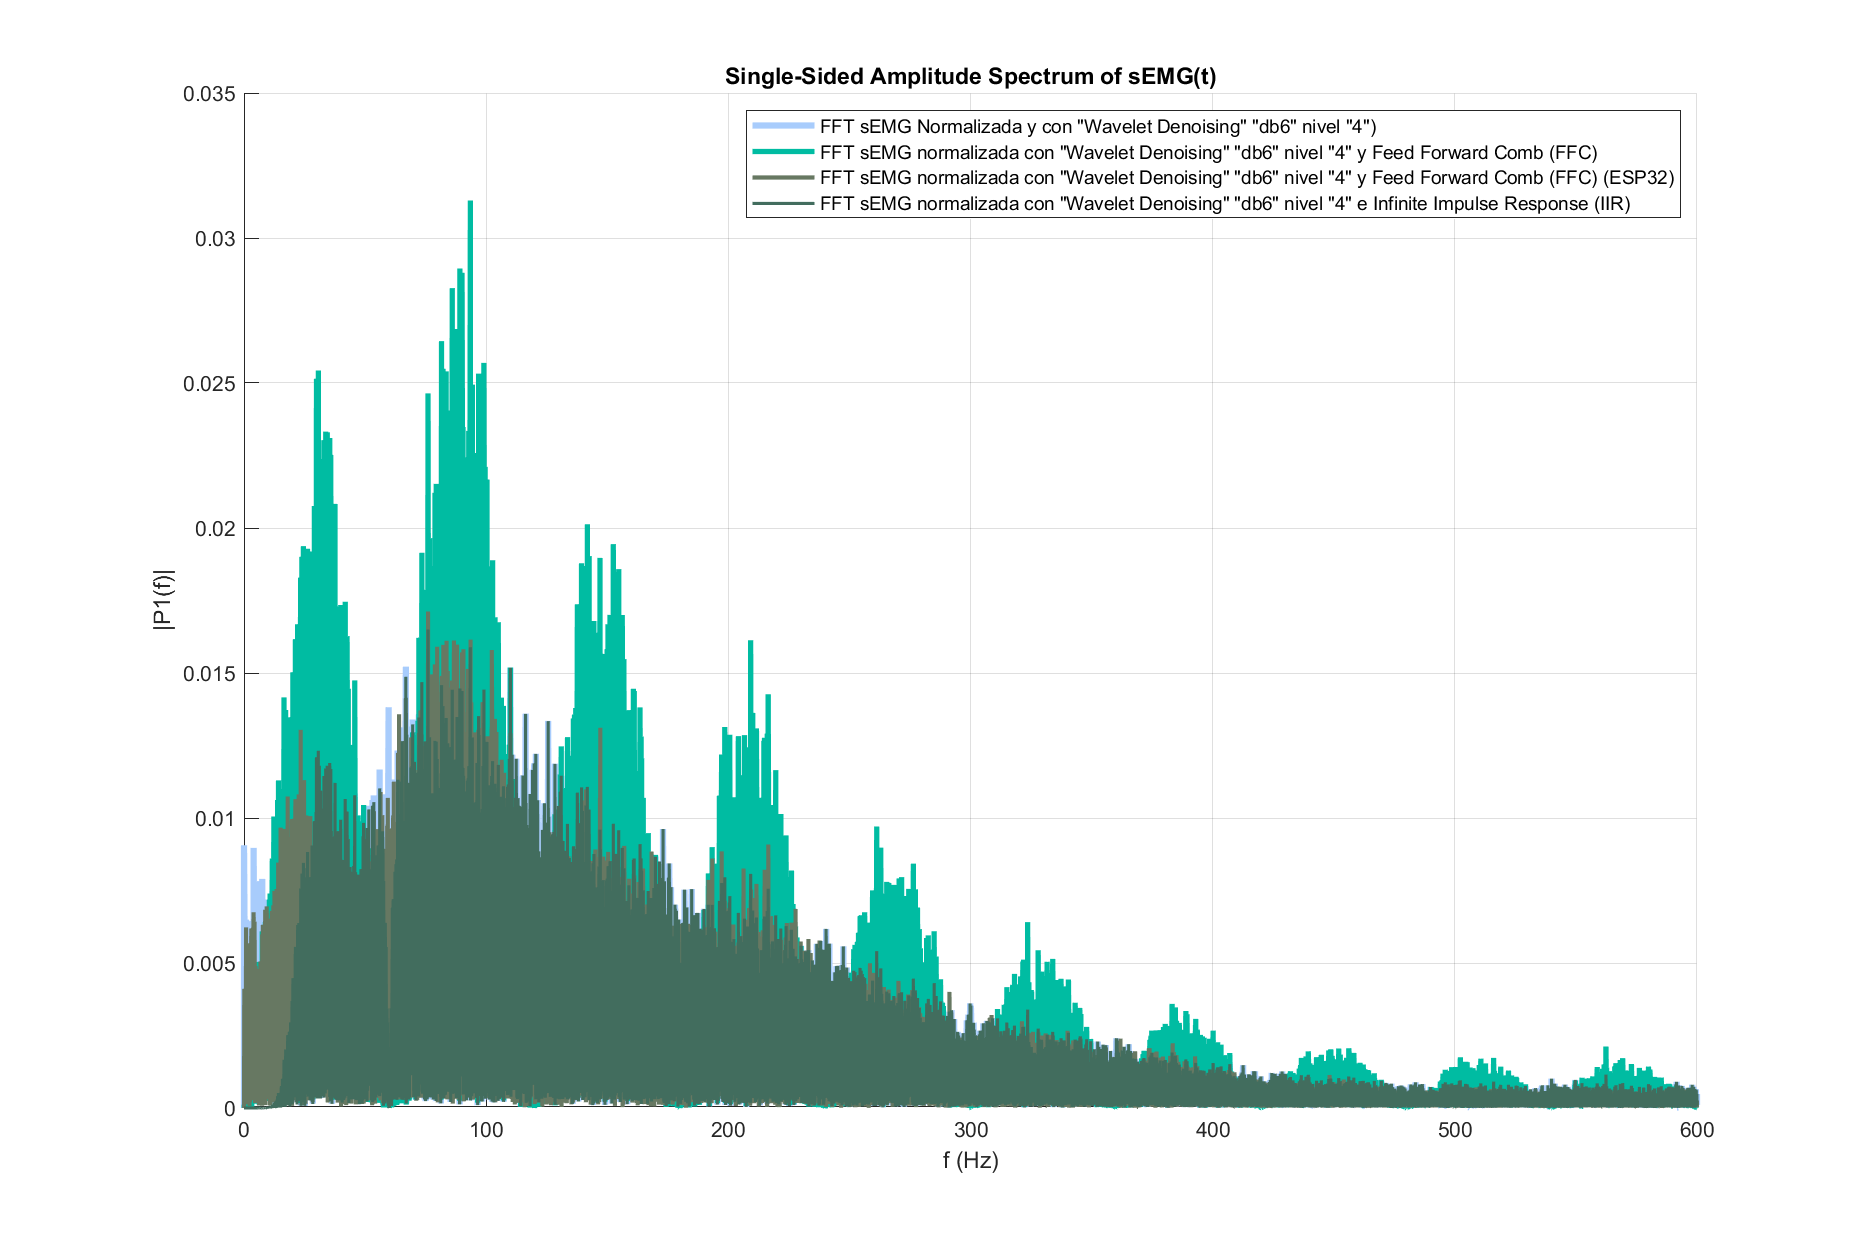 Single-Sided Amplitude Spectrum of sEMG(t)
FFT sEMG Normalizada y con "Wavelet Denoising" "db6" nivel "4")
FFT sEMG normalizada con "Wavelet Denoising" "db6" nivel "4" y Feed Forward Comb (FFC)
FFT sEMG normalizada con "Wavelet Denoising" "db6" nivel "4" y Feed Forward Comb (FFC) (ESP32)
FFT sEMG normalizada con "Wavelet Denoising" "db6" nivel "4" e Infinite Impulse Response (IIR)
|P1(f)|
0.035
0.03
0.025
0.02
0.015
0.01
0.005
0
0 100 200 300 400 500 600
f (Hz)